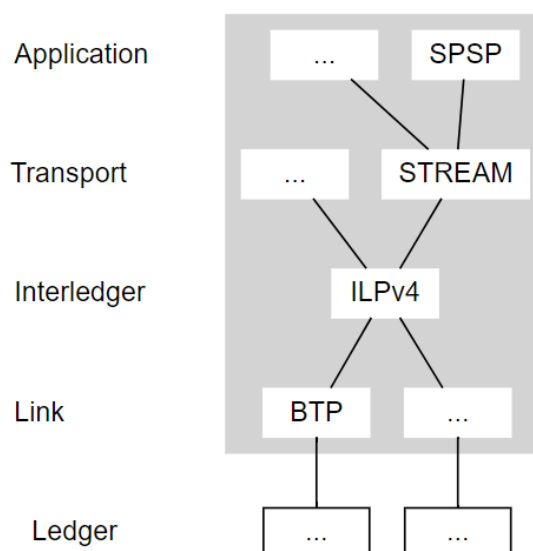 Application ... SPSP
Transport ... STREAM
Interledger ILPv4
Link BTP ...
Ledger ... ...